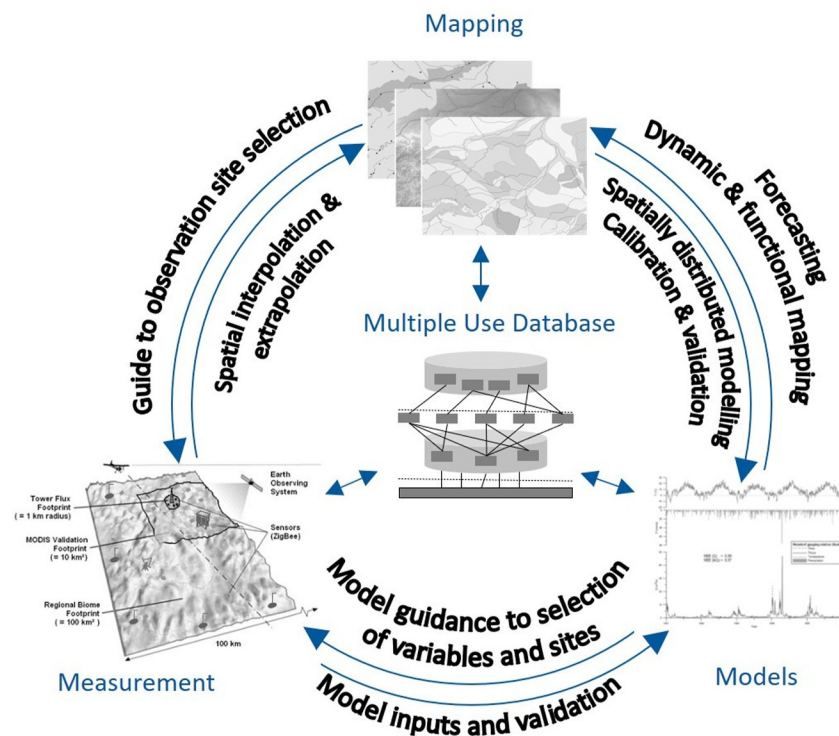 Mapping
Guide to observation site selection
Spatial interpolation &
extrapolation
Forecasting
Dynamic & functional mapping
Spatially distributed modelling
Calibration & validation
Multiple Use Database
Earth
Observing
System
Tower Flux
Footprint
(= 1 km radius)
Sensors
(ZigBee)
MODIS Validation
Footprint
(= 10 km²)
Regional Biome
Footprint
(= 100 km²)
100 km
Measurement
Model guidance to selection
of variables and sites
Model inputs and validation
Models